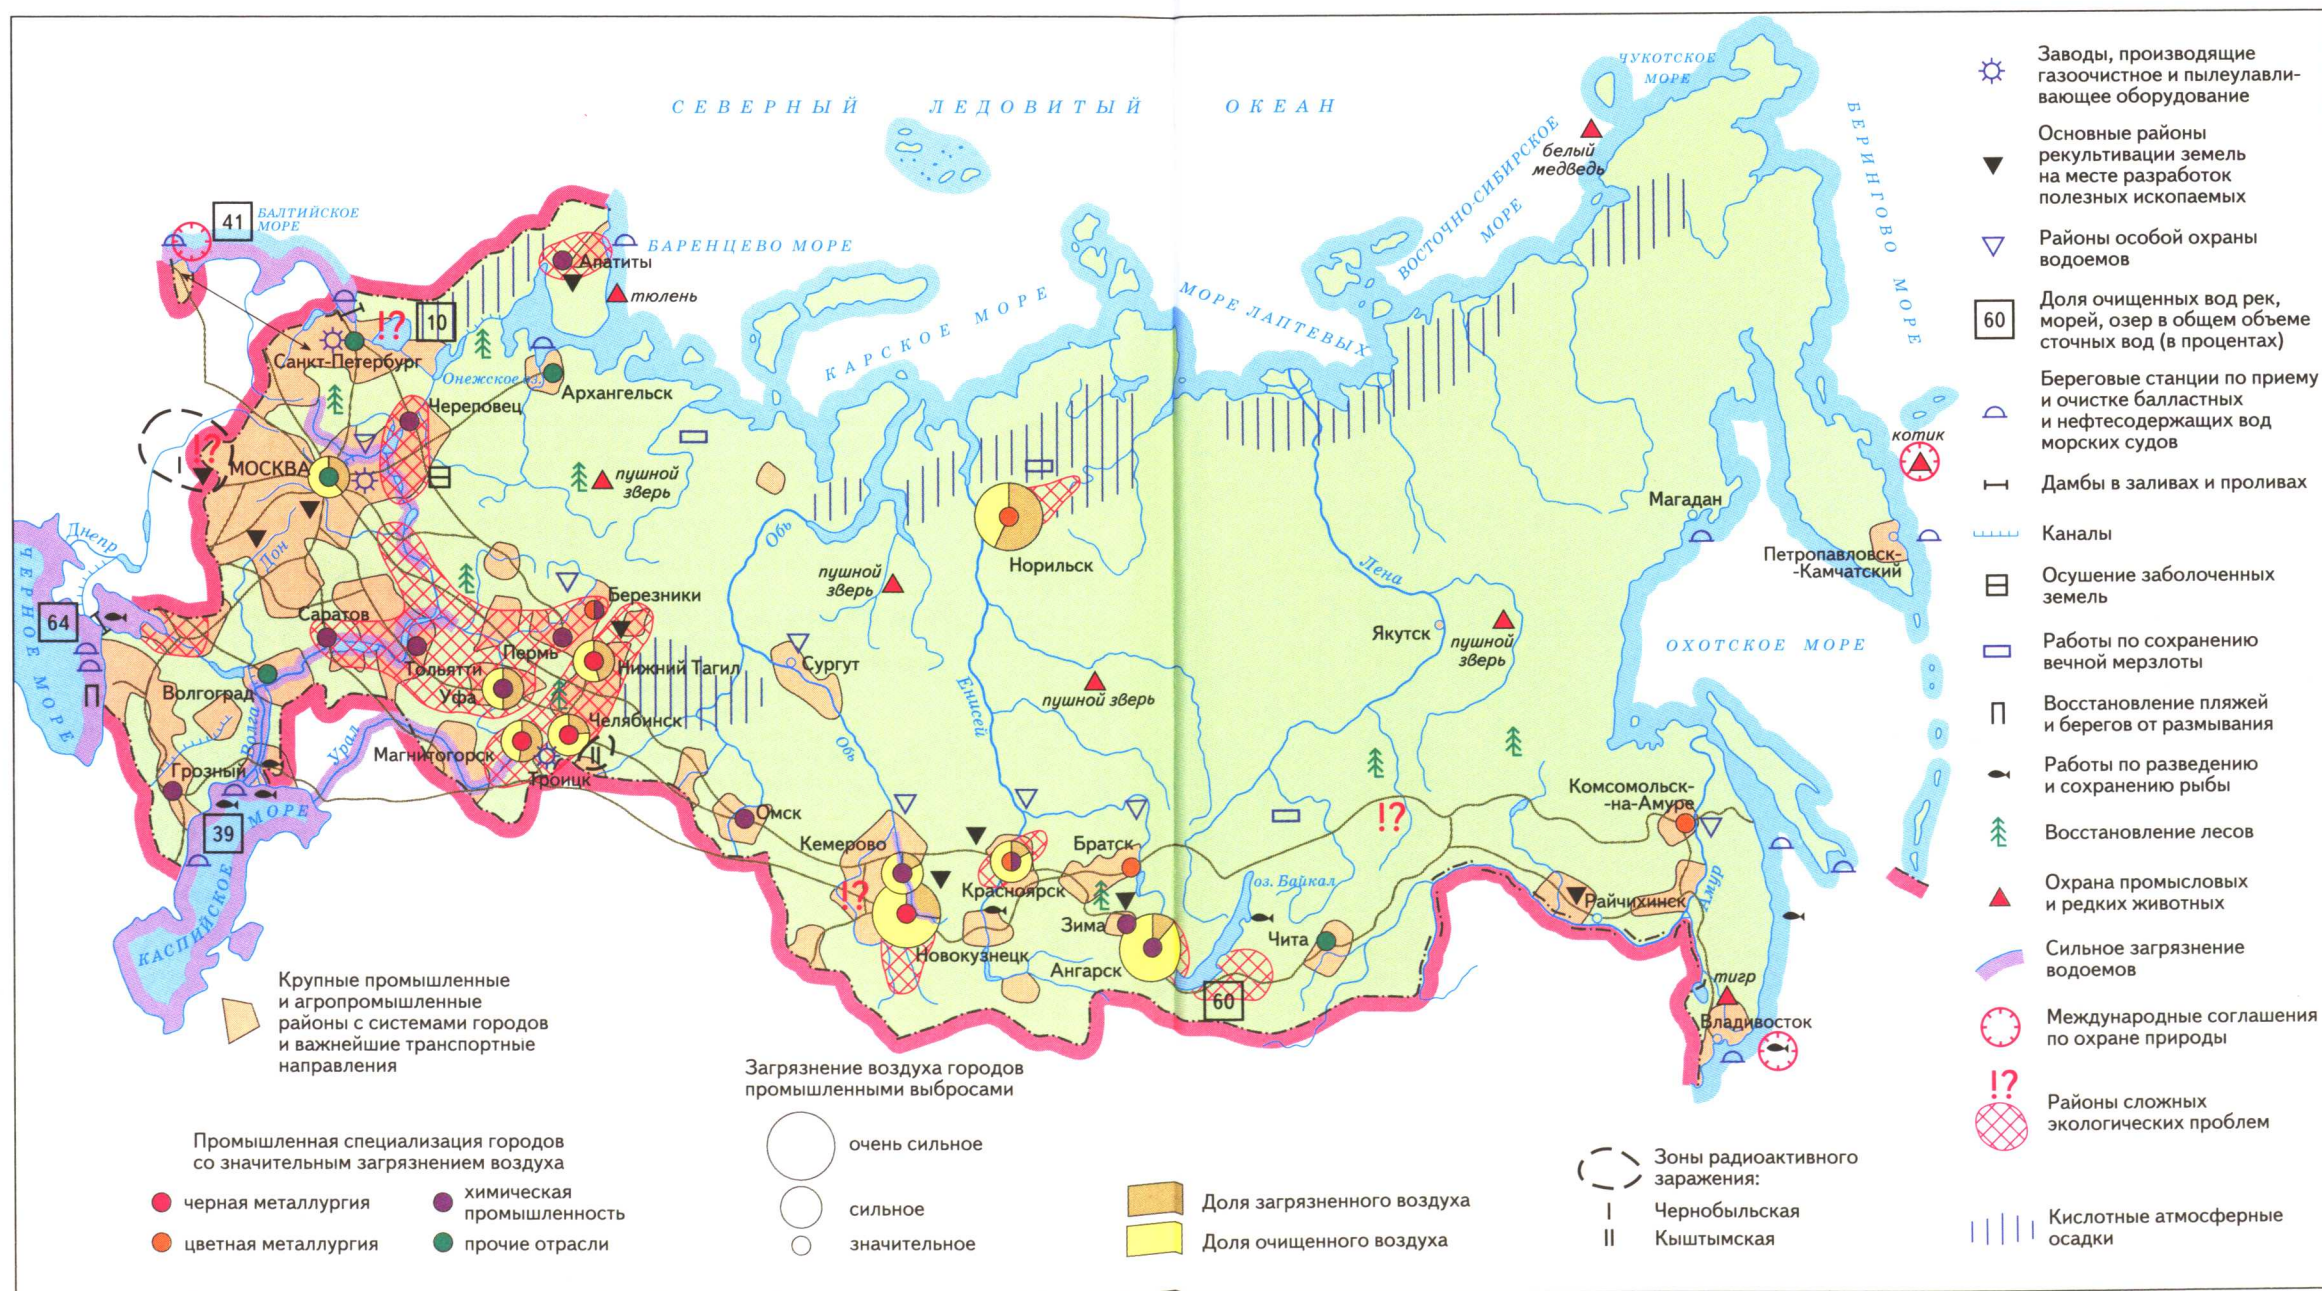 СЕВЕРНЫЙ ЛЕДОВИТЫЙ ОКЕАН
ЧУКОТСКОЕ
МОРЕ
БЕРИНГОВО МОРЕ
ВОСТОЧНО-СИБИРСКОЕ
МОРЕ
белый
медведь
41
БАЛТИЙСКОЕ
МОРЕ
БАРЕНЦЕВО МОРЕ
КАРСКОЕ МОРЕ
МОРЕ ЛАПТЕВЫХ
Апатиты
тюлень
10
!?
Санкт-Петербург
Онежское оз.
Архангельск
Череповец
!?
I
МОСКВА
пушной
зверь
Днепр
Дон
Обь
Норильск
Лена
Магадан
котик
Петропавловск-
-Камчатский
ЧЕРНОЕ МОРЕ
64
Саратов
Березники
пушной
зверь
Тольятти
Пермь
Нижний Тагил
Уфа
Волгоград
Сургут
Якутск
пушной
зверь
пушной зверь
ОХОТСКОЕ МОРЕ
Енисей
Волга
Урал
Челябинск
Магнитогорск
II
Троицк
Обь
Грозный
39
КАСПИЙСКОЕ
МОРЕ
Омск
Кемерово
!?
Новокузнецк
Красноярск
Братск
Зима
Ангарск
оз. Байкал
60
Чита
!?
Комсомольск-
-на-Амуре
Райчихинск
Амур
тигр
Владивосток
Заводы, производящие
газоочистное и пылеулавли-
вающее оборудование
Основные районы
рекультивации земель
на месте разработок
полезных ископаемых
Районы особой охраны
водоемов
60
Доля очищенных вод рек,
морей, озер в общем объеме
сточных вод (в процентах)
Береговые станции по приему
и очистке балластных
и нефтесодержащих вод
морских судов
Дамбы в заливах и проливах
Каналы
Осушение заболоченных
земель
Работы по сохранению
вечной мерзлоты
Восстановление пляжей
и берегов от размывания
Работы по разведению
и сохранению рыбы
Восстановление лесов
Охрана промысловых
и редких животных
Сильное загрязнение
водоемов
Международные соглашения
по охране природы
!?
Районы сложных
экологических проблем
Кислотные атмосферные
осадки
Крупные промышленные
и агропромышленные
районы с системами городов
и важнейшие транспортные
направления
Промышленная специализация городов
со значительным загрязнением воздуха
черная металлургия
цветная металлургия
химическая
промышленность
прочие отрасли
Загрязнение воздуха городов
промышленными выбросами
очень сильное
сильное
значительное
Доля загрязненного воздуха
Доля очищенного воздуха
Зоны радиоактивного
заражения:
I Чернобыльская
II Кыштымская